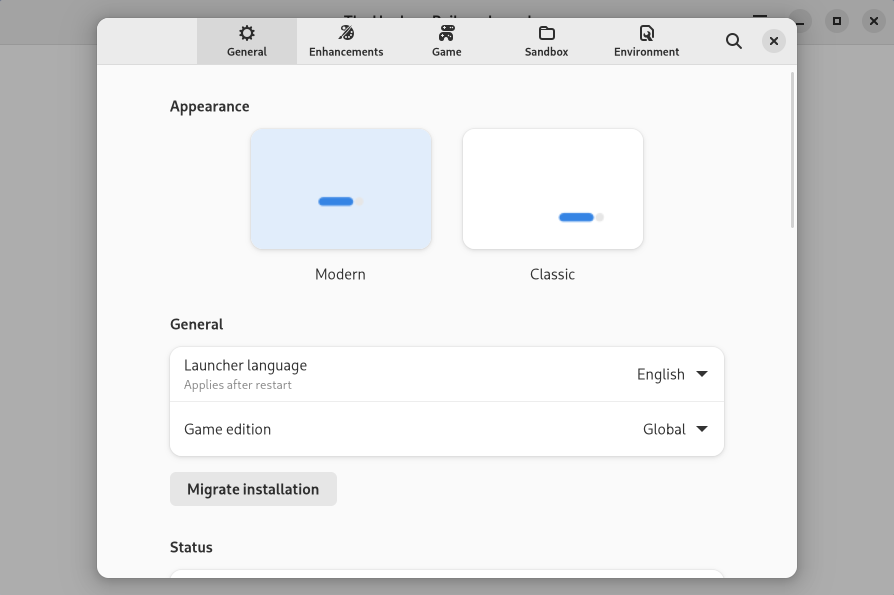 General
Enhancements
Game
Sandbox
Environment
Appearance
Modern
Classic
General
Launcher language
Applies after restart
English
Game edition
Global
Migrate installation
Status